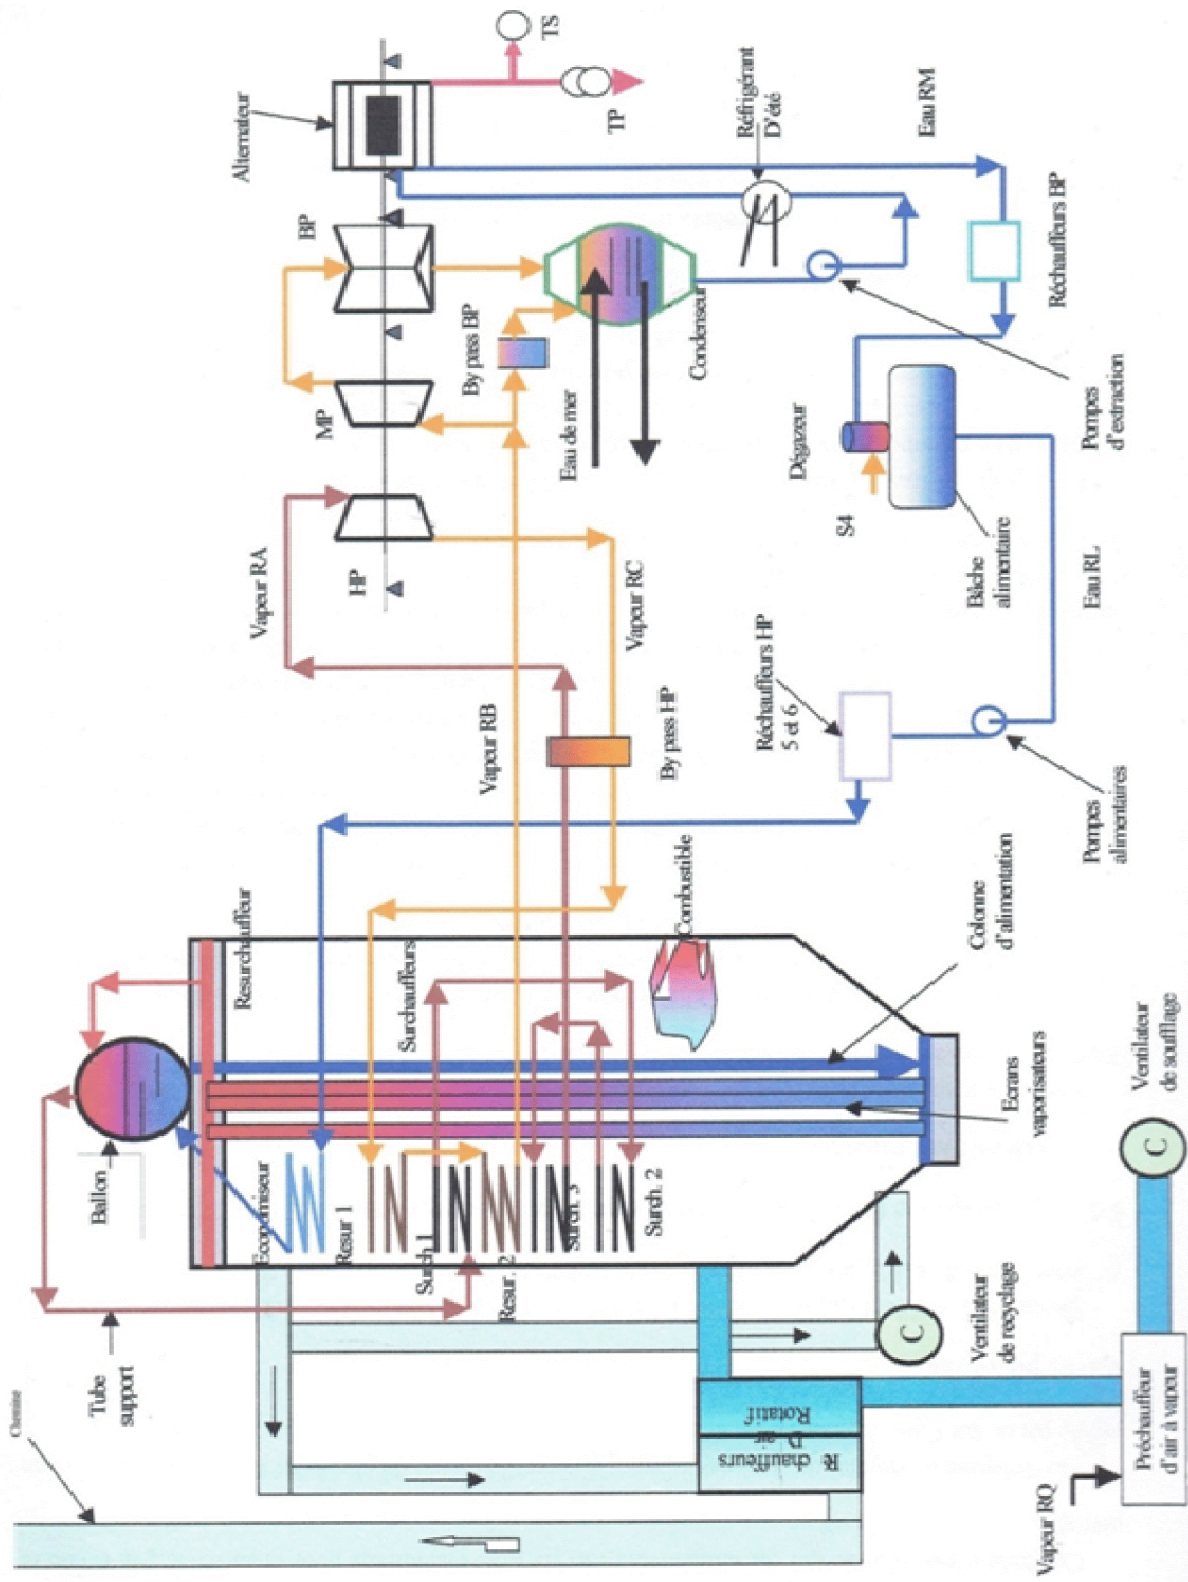 Cheminé
Tube
support
Ballon
Economiseur
Resur 1
Surch 1
Resur. 2
Surch. 3
Surch. 2
Resurchauffeur
Surchauffeurs
Combustible
Ecrans
vaporisateurs
Colonne
d'alimentation
Ventilateur
de soufflage
C
Ventilateur
de recyclage
C
chauffeurs
D air
Rotatif
Préchauffeur
d'air à vapeur
Vapeur RQ
Vapeur RA
Vapeur RB
Vapeur RC
By pass HP
Réchauffeurs HP
5 et 6
Pompes
alimentaires
Eau RL
Bâche
alimentaire
S4
Dégazeur
Pompes
d'extraction
Réchauffeurs BP
Eau RM
Réfrigérant
D'été
Condenseur
Eau de mer
By pass BP
HP
MP
BP
Alternateur
TS
TP